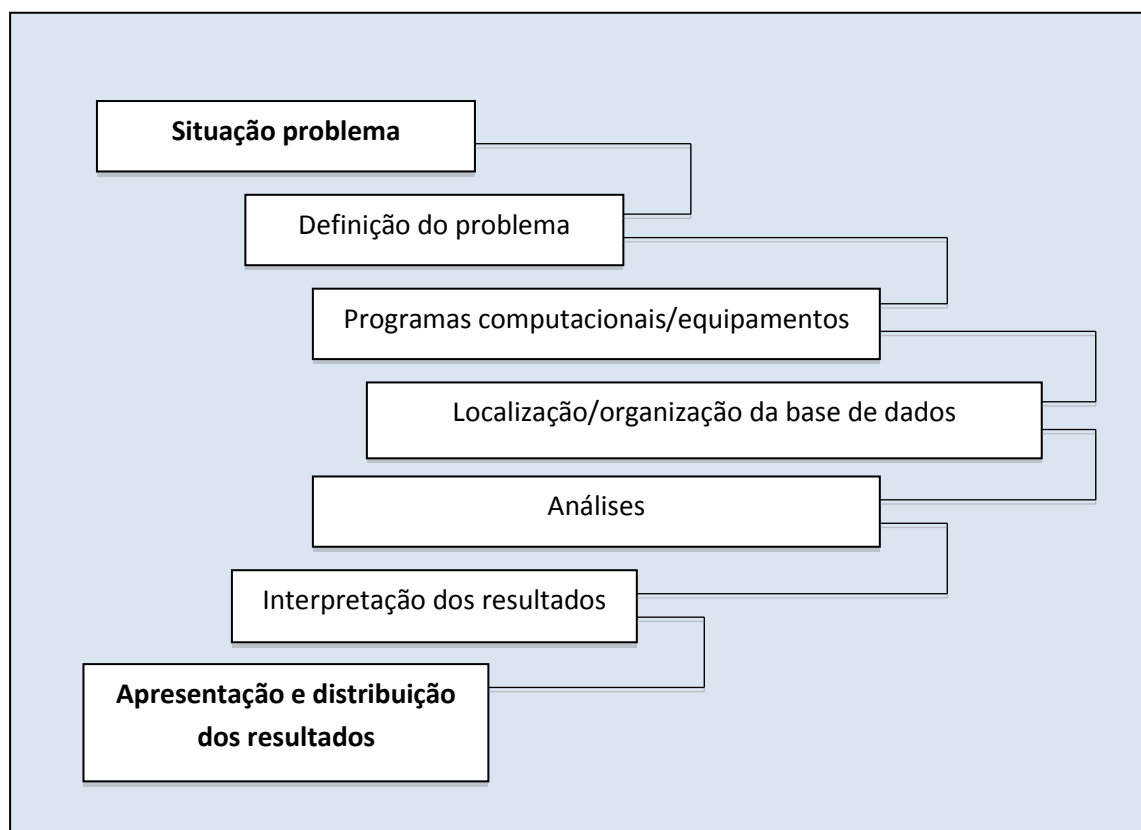 Situação problema
Definição do problema
Programas computacionais/equipamentos
Localização/organização da base de dados
Análises
Interpretação dos resultados
Apresentação e distribuição
dos resultados